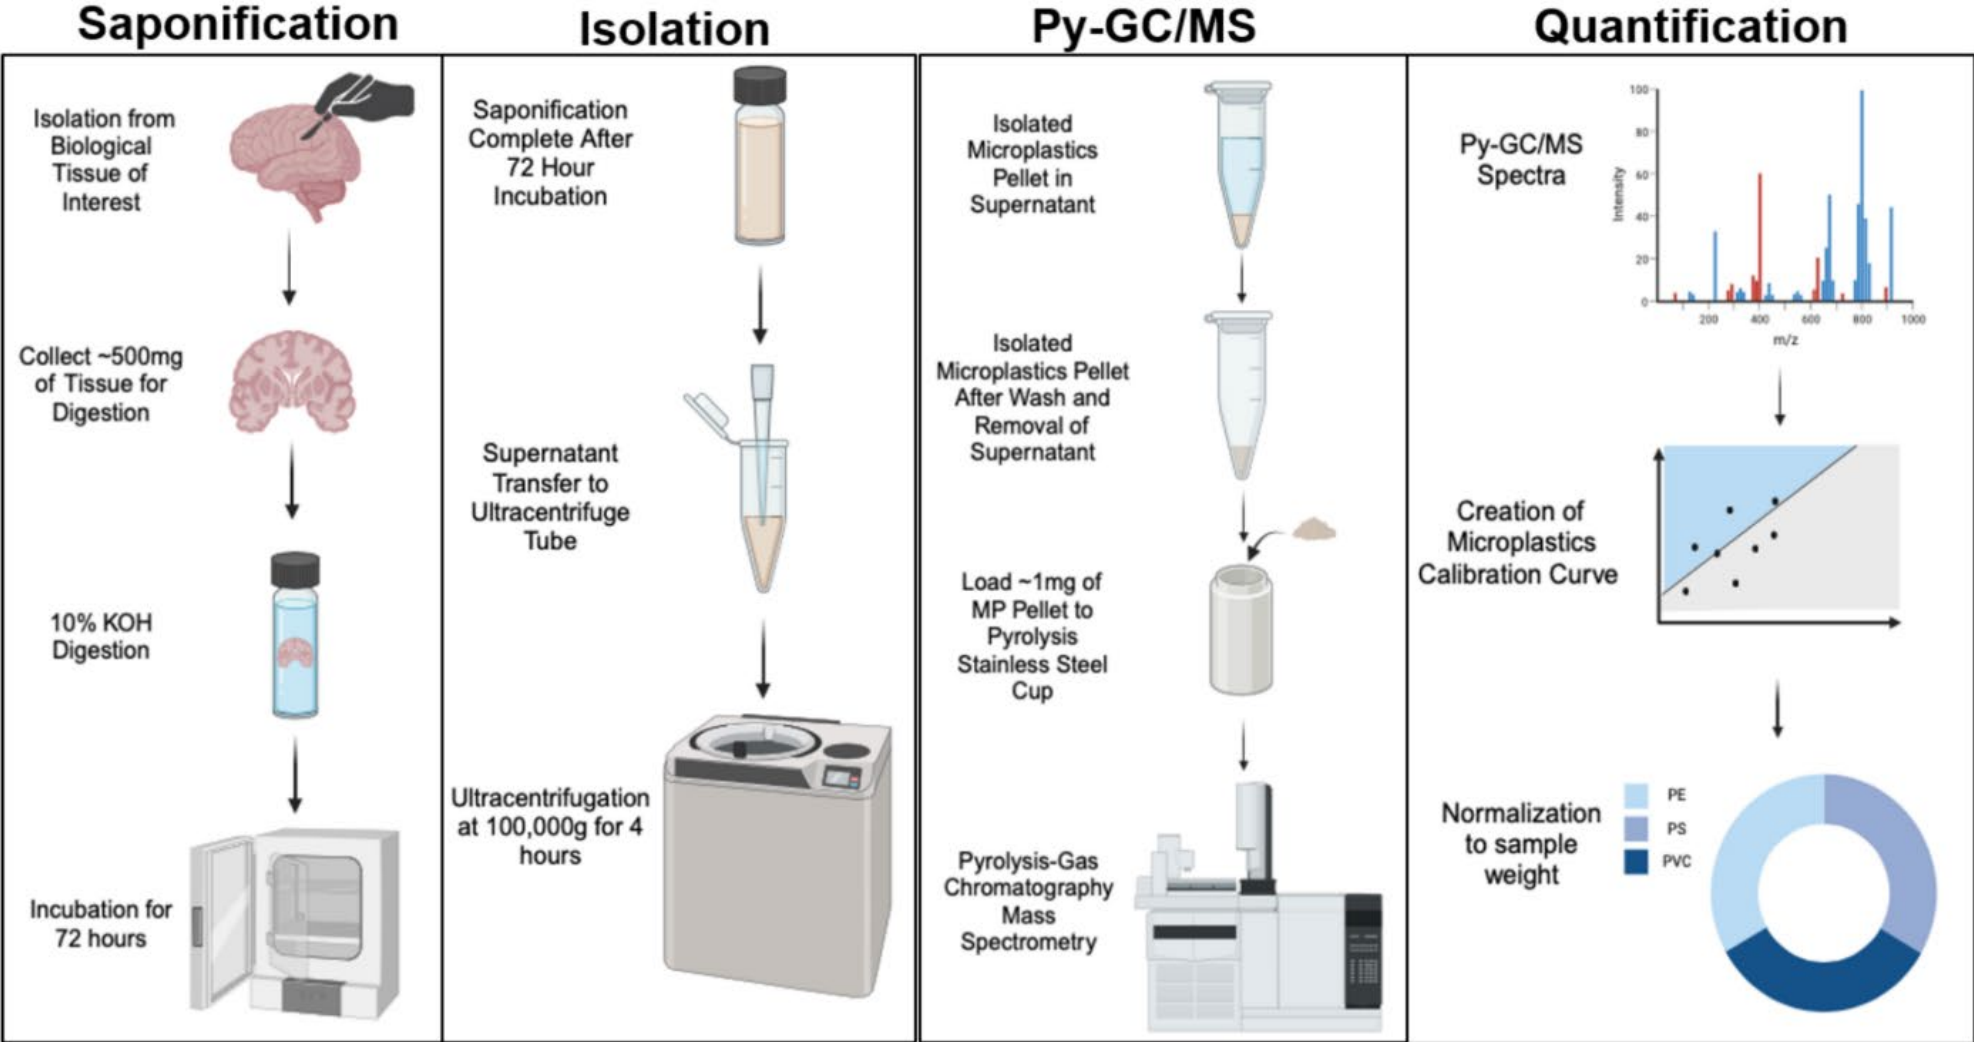 Saponification
Isolation from
Biological
Tissue of
Interest
Collect ~500mg
of Tissue for
Digestion
10% KOH
Digestion
Incubation for
72 hours
Isolation
Saponification
Complete After
72 Hour
Incubation
Supernatant
Transfer to
Ultracentrifuge
Tube
Ultracentrifugation
at 100,000g for 4
hours
Py-GC/MS
Isolated
Microplastics
Pellet in
Supernatant
Isolated
Microplastics Pellet
After Wash and
Removal of
Supernatant
Load ~1mg of
MP Pellet to
Pyrolysis
Stainless Steel
Cup
Pyrolysis-Gas
Chromatography
Mass
Spectrometry
Quantification
Py-GC/MS
Spectra
Intensity
100
80
60
40
20
0
200 400 600 800 1000
m/z
Creation of
Microplastics
Calibration Curve
Normalization
to sample
weight
PE
PS
PVC